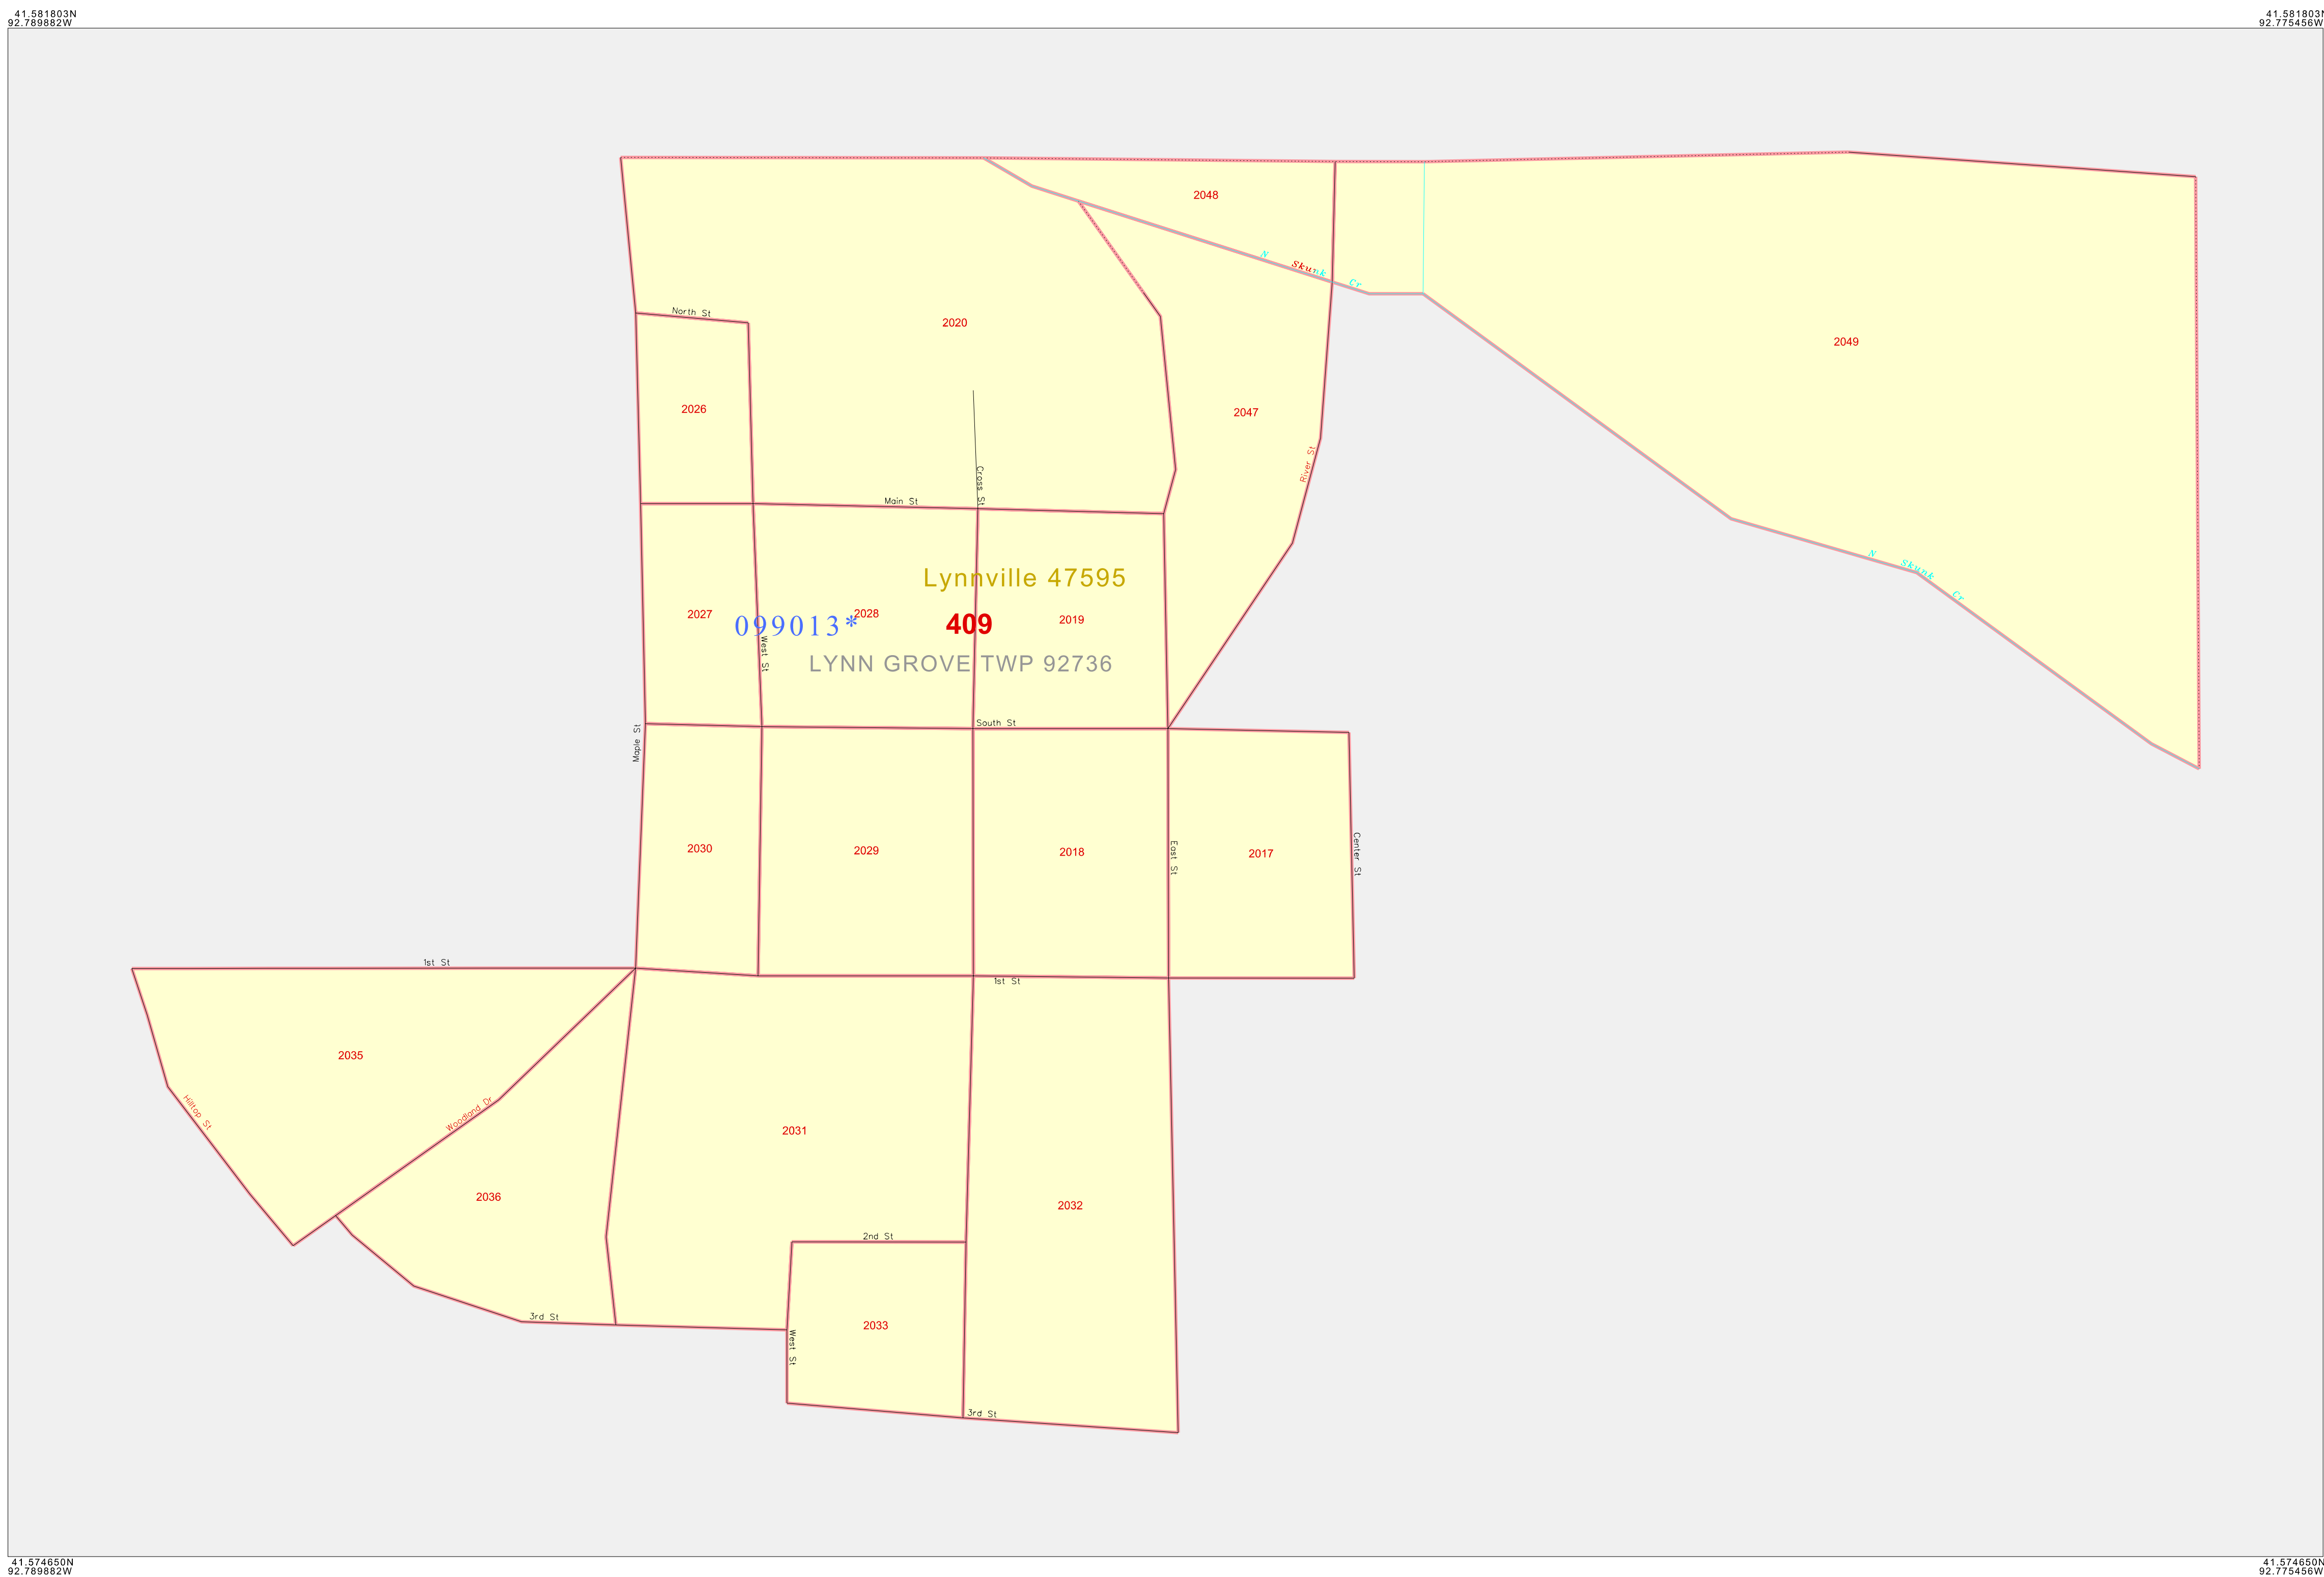 41.581803N
92.789882W
41.581803N
92.775456W
2048
N Skunk Cr
North St
2020
2049
2026
2047
River St
Cross St
Main St
N Skunk Cr
Lynnville 47595
2027
2028
2019
099013*
409
West St
LYNN GROVE TWP 92736
South St
Maple St
2030
2029
2018
East St
2017
Center St
1st St
1st St
2035
Hilltop St
Woodland Dr
2031
2036
2032
2nd St
3rd St
2033
West St
3rd St
41.574650N
92.789882W
41.574650N
92.775456W